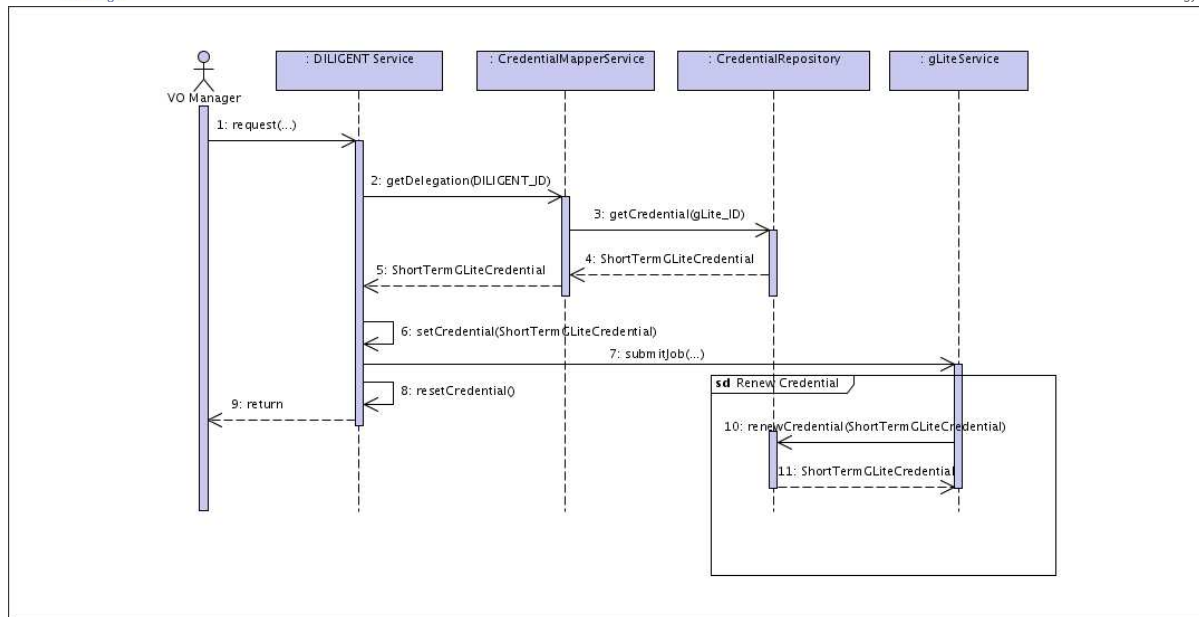 : DILIGENT Service
: CredentialMapperService
: CredentialRepository
: gLiteService
VO Manager
1: request(...)
2: getDelegation(DILIGENT_ID)
3: getCredential(gLite_ID)
4: ShortTermGLiteCredential
5: ShortTermGLiteCredential
6: setCredential(ShortTermGLiteCredential)
7: submitJob(...)
sd Renew Credential
8: resetCredential()
9: return
10: renewCredential(ShortTermGLiteCredential)
11: ShortTermGLiteCredential